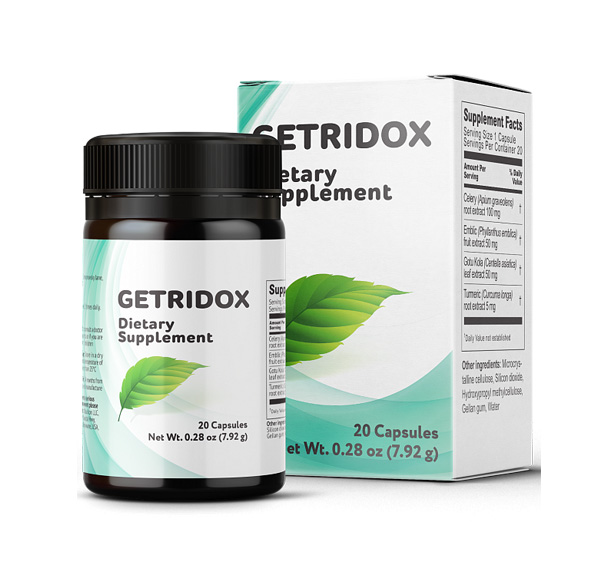 GETRIDOX
Dietary
Supplement
20 Capsules
Net Wt. 0.28 oz (7.92 g)
GETRIDOX
Dietary
Supplement
20 Capsules
Net Wt. 0.28 oz (7.92 g)
Supplement Facts
Serving Size 1 Capsule
Servings Per Container 20
Amount Per Serving
% Daily Value
Celery (Apium graveolens)
root extract 100 mg †
Emblic (Phyllanthus emblica)
fruit extract 50 mg †
Gotu Kola (Centella asiatica)
leaf extract 50 mg †
Turmeric (Curcuma longa)
root extract 5 mg †
†Daily Value not established
Other ingredients: Microcrys-
talline cellulose, Silicon dioxide,
Hydroxypropyl methylcellulose,
Gellan gum, Water